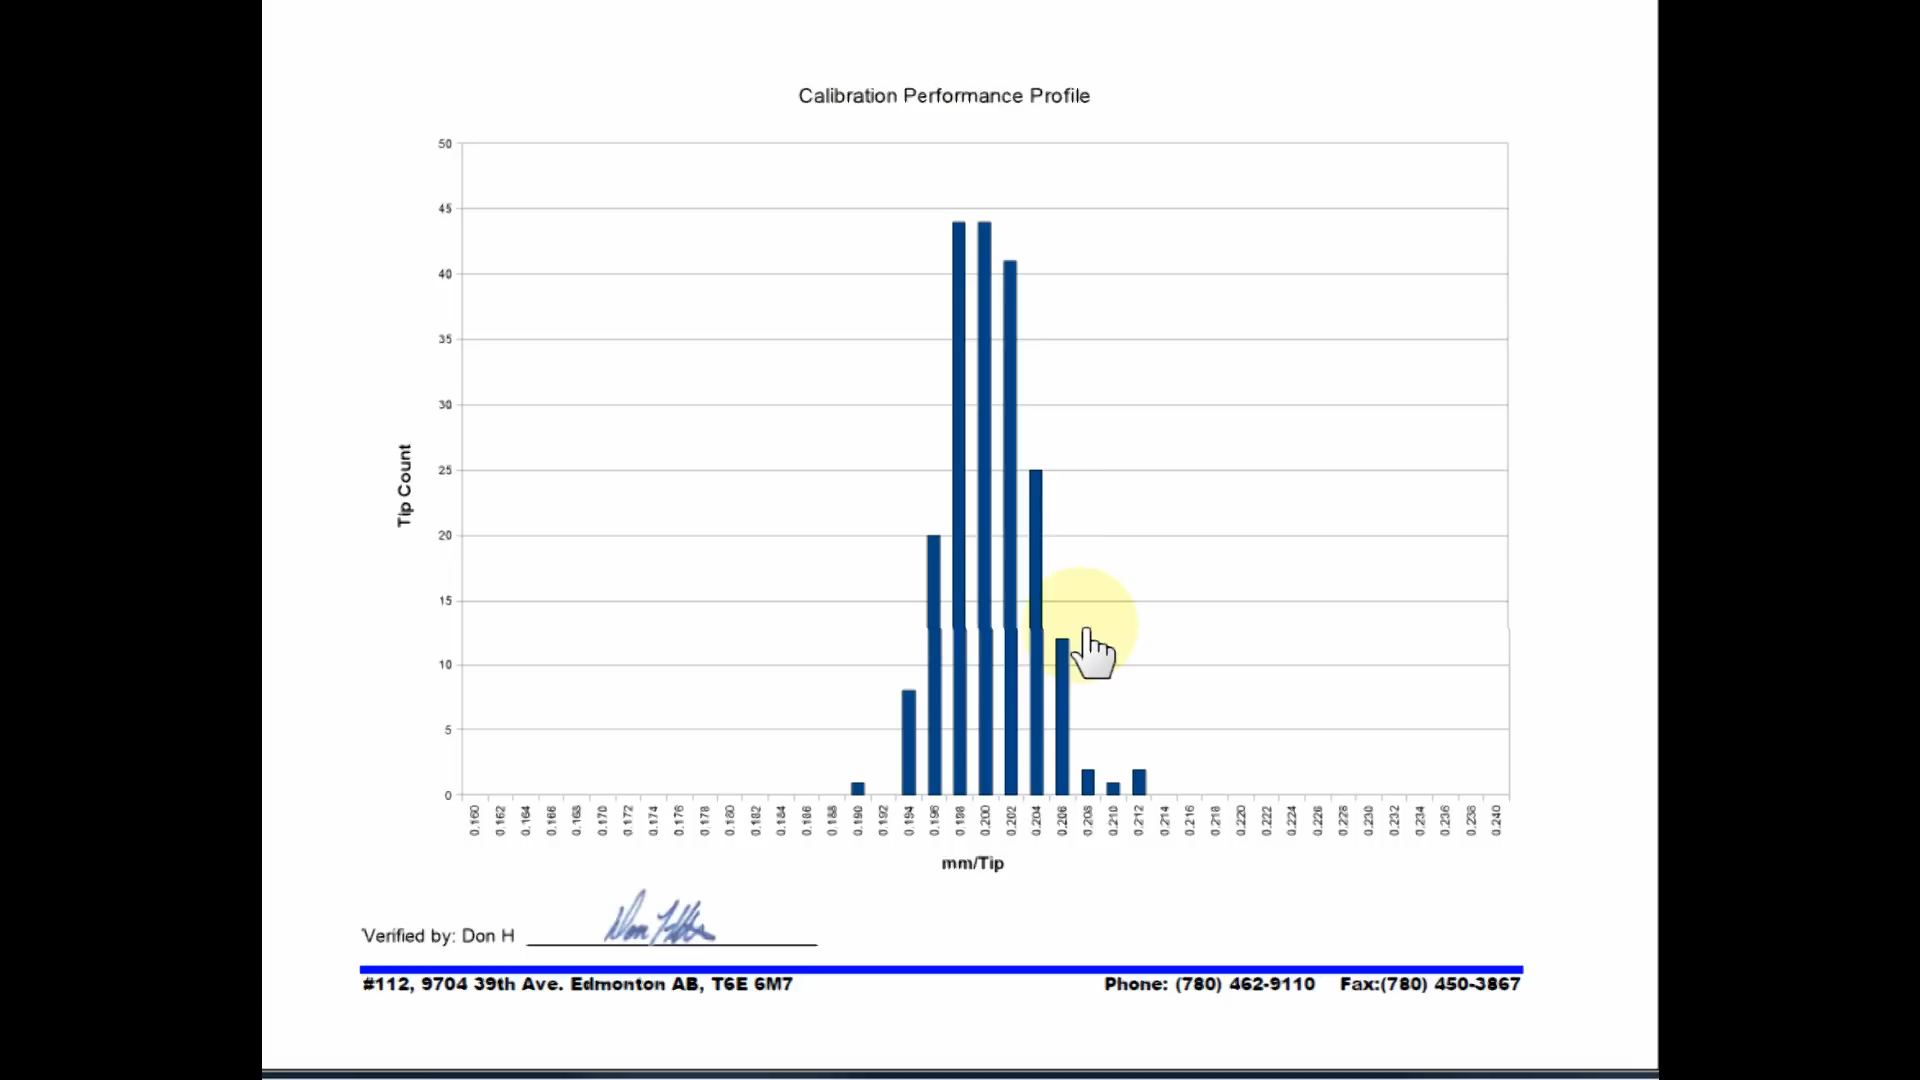 Calibration Performance Profile
50
45
40
35
30
25
20
15
10
5
0
Tip Count
0.160 0.162 0.164 0.166 0.168 0.170 0.172 0.174 0.176 0.178 0.180 0.182 0.184 0.186 0.188 0.190 0.192 0.194 0.196 0.198 0.200 0.202 0.204 0.206 0.208 0.210 0.212 0.214 0.216 0.218 0.220 0.222 0.224 0.226 0.228 0.230 0.232 0.234 0.236 0.238 0.240
mm/Tip
Verified by: Don H
#112, 9704 39th Ave. Edmonton AB, T6E 6M7 Phone: (780) 462-9110 Fax:(780) 450-3867